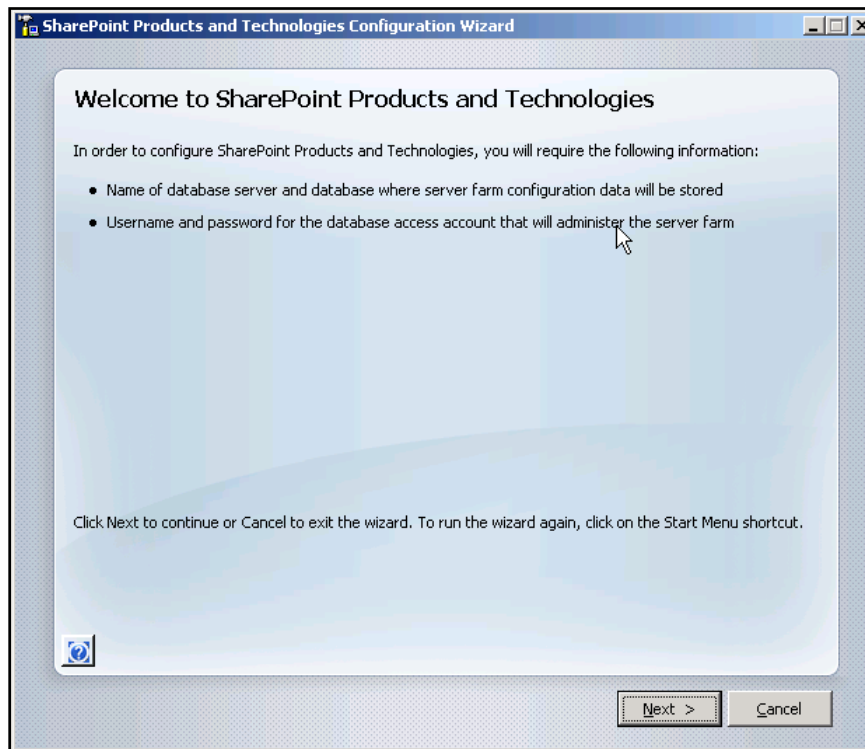 SharePoint Products and Technologies Configuration Wizard
Welcome to SharePoint Products and Technologies
In order to configure SharePoint Products and Technologies, you will require the following information:
• Name of database server and database where server farm configuration data will be stored
• Username and password for the database access account that will administer the server farm
Click Next to continue or Cancel to exit the wizard. To run the wizard again, click on the Start Menu shortcut.
Next > Cancel